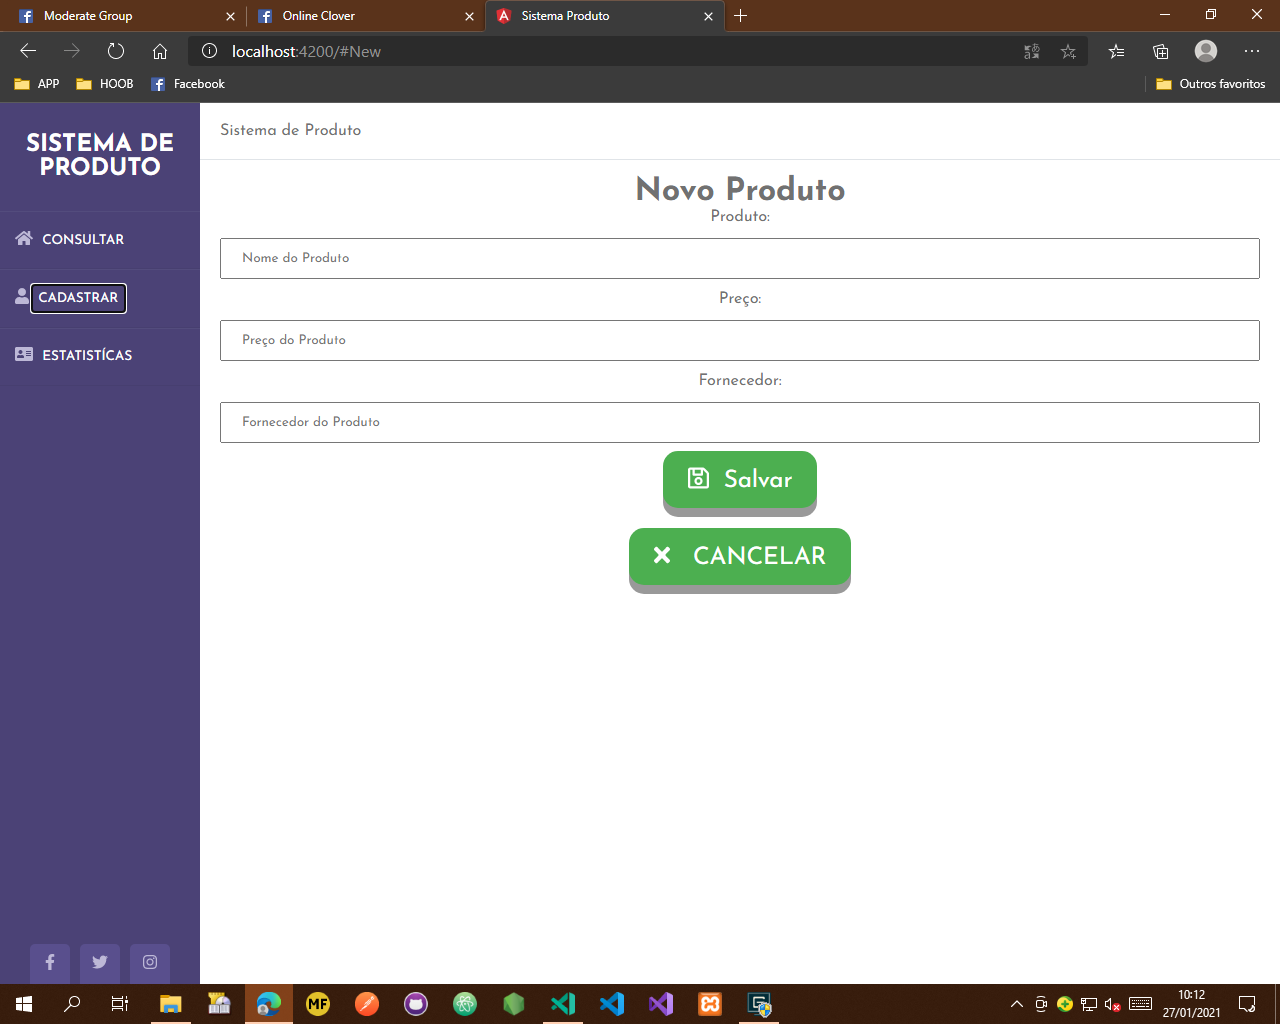 Moderate Group
Online Clover
Sistema Produto
localhost:4200/#New
APP
HOOB
Facebook
Outros favoritos
SISTEMA DE
PRODUTO
CONSULTAR
CADASTRAR
ESTATISTÍCAS
Sistema de Produto
Novo Produto
Produto:
Nome do Produto
Preço:
Preço do Produto
Fornecedor:
Fornecedor do Produto
Salvar
CANCELAR
MF
10:12
27/01/2021